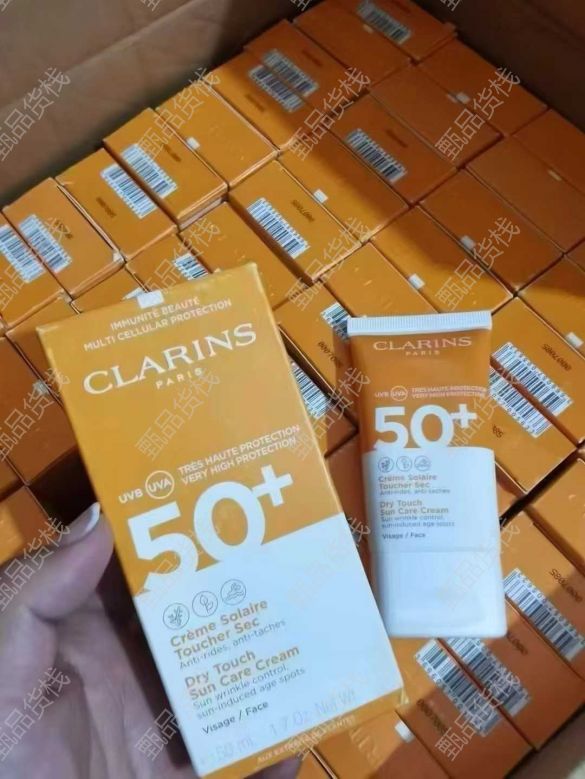 IMMUNITÉ BEAUTÉ
MULTI CELLULAR PROTECTION
CLARINS
PARIS
UVB UVA TRÈS HAUTE PROTECTION
VERY HIGH PROTECTION
50+
Crème Solaire
Toucher Sec
Anti-rides, anti-taches
Dry Touch
Sun Care Cream
Sun wrinkle control,
sun-induced age spots
Visage / Face
50 mL 1.7 Oz Net Wt
CLARINS
PARIS
UVB UVA TRÈS HAUTE PROTECTION
VERY HIGH PROTECTION
50+
Crème Solaire
Toucher Sec
Anti-rides, anti-taches
Dry Touch
Sun Care Cream
Sun wrinkle control,
sun-induced age spots
Visage / Face
甄品货栈